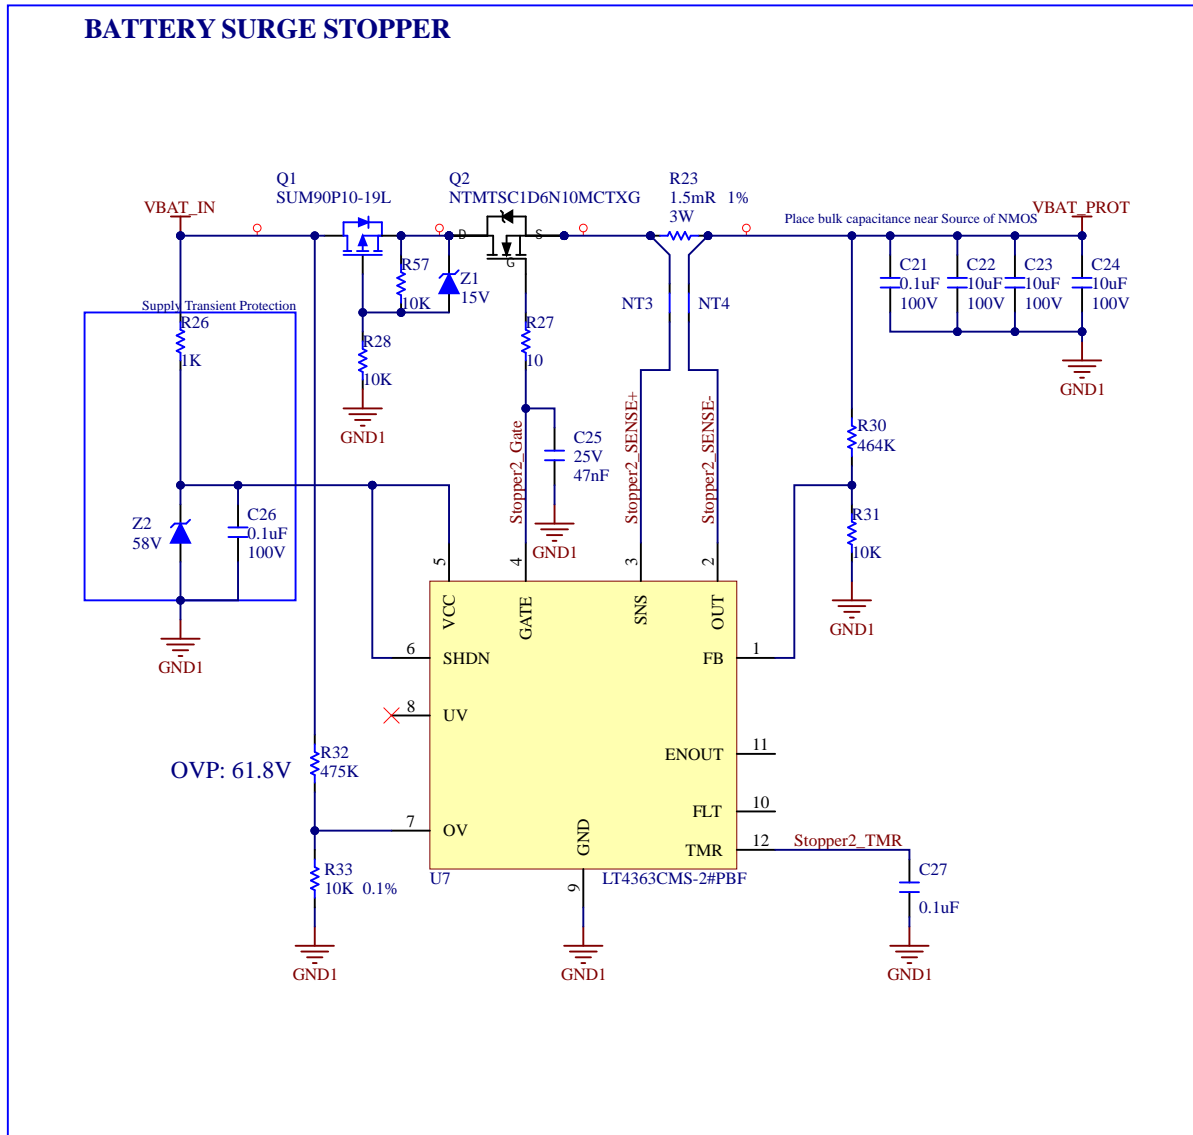 BATTERY SURGE STOPPER
Q1
SUM90P10-19L
Q2
NTMTSC1D6N10MCTXG
R23
1.5mR 1%
3W
VBAT_IN
Place bulk capacitance near Source of NMOS
VBAT_PROT
D
S
G
R57
10K
Z1
15V
C21
0.1uF
100V
C22
10uF
100V
C23
10uF
100V
C24
10uF
100V
Supply Transient Protection
R26
1K
R28
10K
GND1
R27
10
NT3
NT4
GND1
Stopper2_Gate
C25
25V
47nF
GND1
Stopper2_SENSE+
Stopper2_SENSE-
R30
464K
R31
10K
GND1
Z2
58V
C26
0.1uF
100V
GND1
5
4
3
2
VCC
GATE
SNS
OUT
6
SHDN
FB
1
8
UV
ENOUT
11
OVP: 61.8V
R32
475K
FLT
10
7
OV
GND
TMR
12
Stopper2_TMR
R33
10K 0.1%
U7
9
LT4363CMS-2#PBF
C27
0.1uF
GND1
GND1
GND1